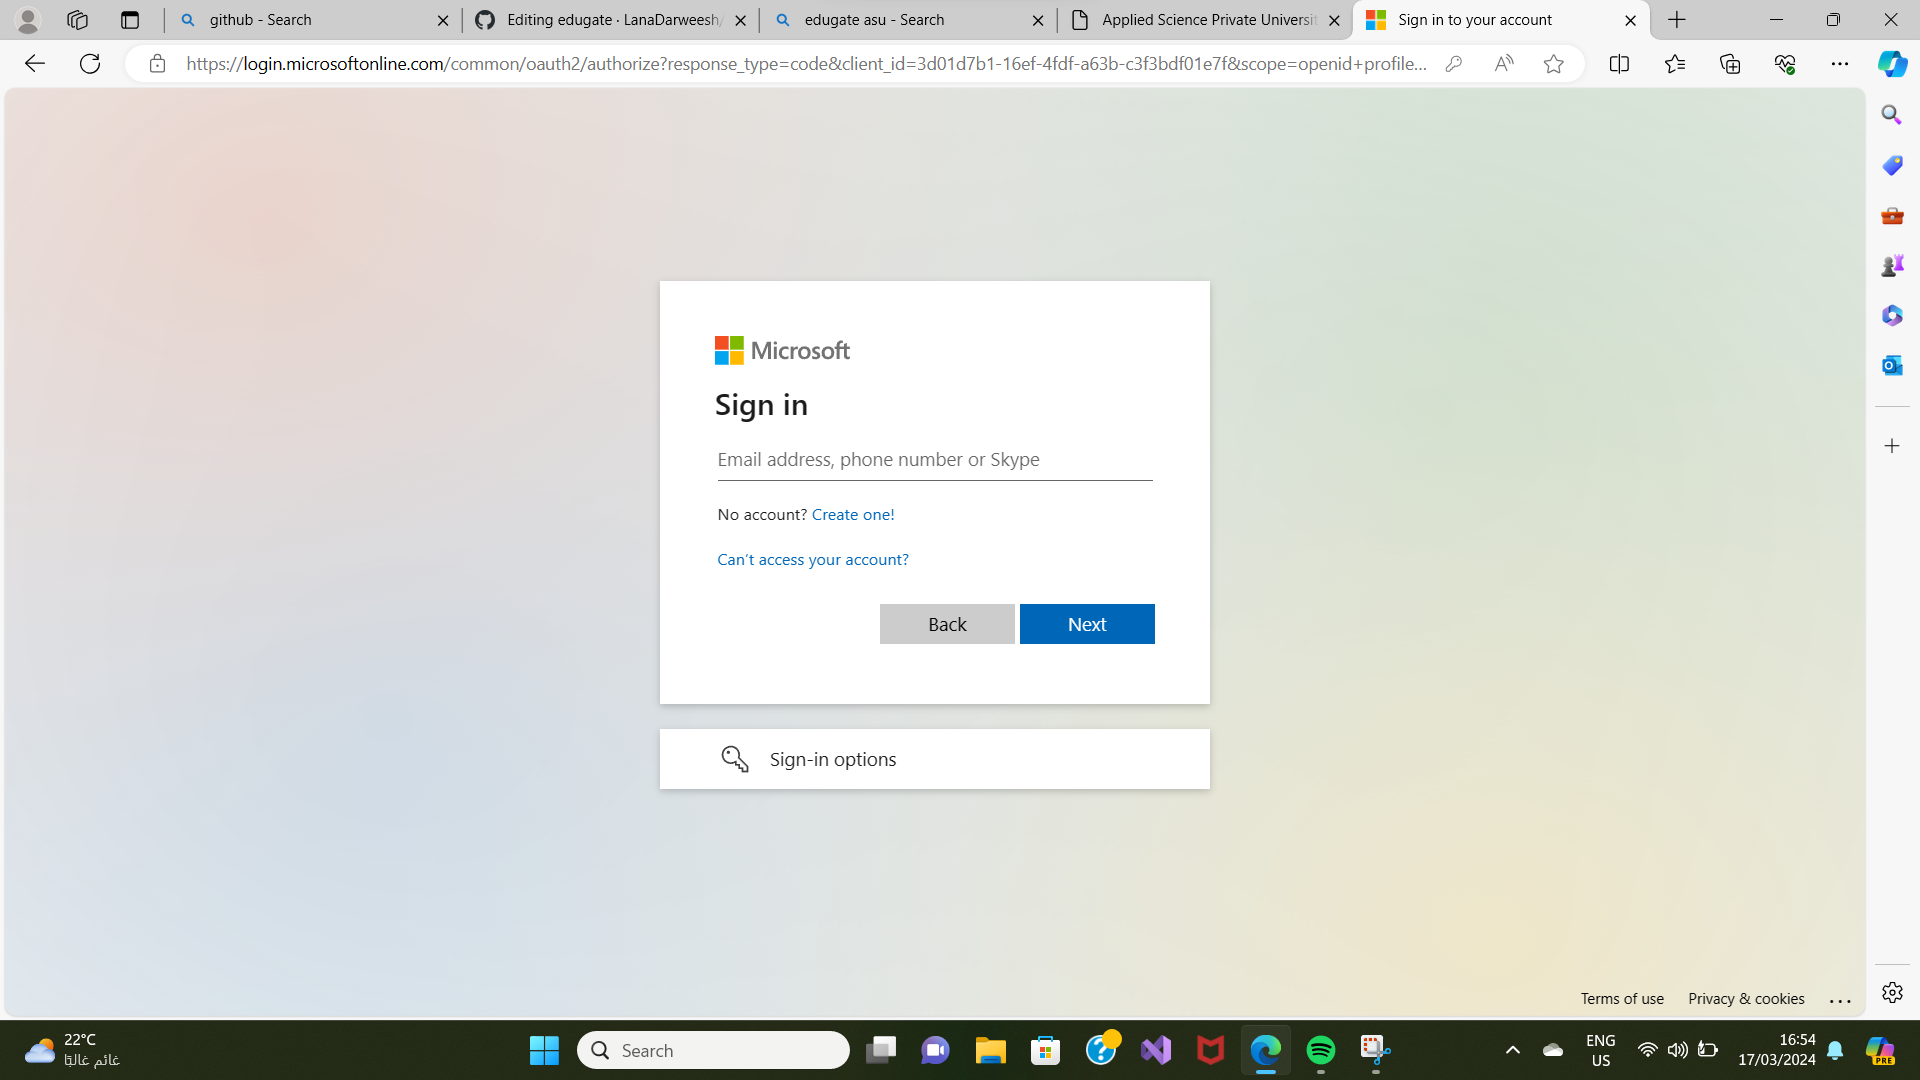 github - Search
Editing edugate · LanaDarweesh/
edugate asu - Search
Applied Science Private Universit
Sign in to your account
https://login.microsoftonline.com/common/oauth2/authorize?response_type=code&client_id=3d01d7b1-16ef-4fdf-a63b-c3f3bdf01e7f&scope=openid+profile...
Microsoft
Sign in
Email address, phone number or Skype
No account? Create one!
Can't access your account?
Back
Next
Sign-in options
Terms of use
Privacy & cookies
...
22°C
غائم غالبًا
Search
ENG
US
16:54
17/03/2024
PRE